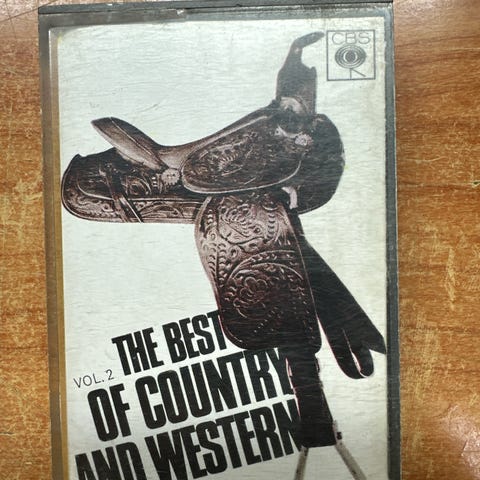 CBS
VOL. 2
THE BEST
OF COUNTRY
AND WESTERN